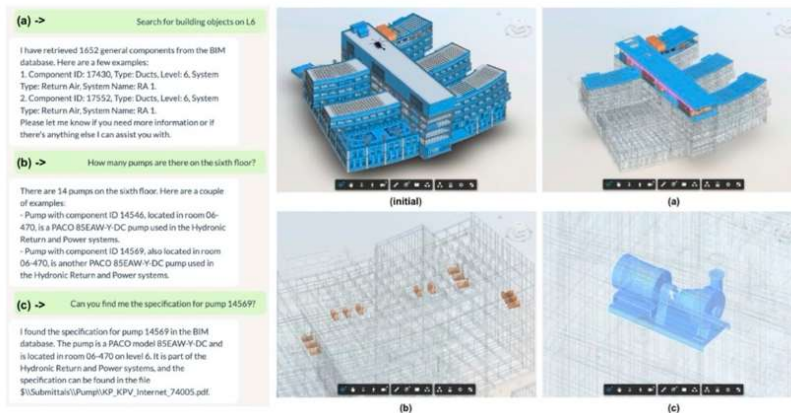 (a) -> Search for building objects on L6
I have retrieved 1652 general components from the BIM
database. Here are a few examples:
1. Component ID: 17430, Type: Ducts, Level: 6, System
Type: Return Air, System Name: RA 1.
2. Component ID: 17552, Type: Ducts, Level: 6, System
Type: Return Air, System Name: RA 1.
Please let me know if you need more information or if
there's anything else I can assist you with.
(b) -> How many pumps are there on the sixth floor?
There are 14 pumps on the sixth floor. Here are a couple
of examples:
- Pump with component ID 14546, located in room 06-
470, is a PACO 85EAW-Y-DC pump used in the Hydronic
Return and Power systems.
- Pump with component ID 14569, also located in room
06-470, is another PACO 85EAW-Y-DC pump used in
the Hydronic Return and Power systems.
(c) -> Can you find me the specification for pump 14569?
I found the specification for pump 14569 in the BIM
database. The pump is a PACO model 85EAW-Y-DC and
is located in room 06-470 on level 6. It is part of the
Hydronic Return and Power systems, and the
specification can be found in the file
$\\Submittals\\Pump\\KP_KPV_Internet_74005.pdf.
(initial)
(a)
(b)
(c)